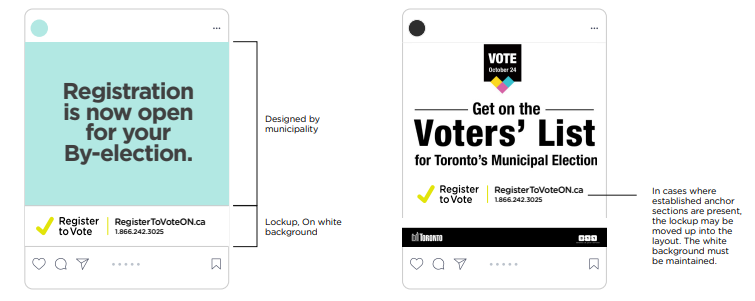 Registration
is now open
for your
By-election.
Register
to Vote
RegisterToVoteON.ca
1.866.242.3025
Designed by
municipality
Lockup, On white
background
VOTE
October 24
Get on the
Voters' List
for Toronto's Municipal Election
Register
to Vote
RegisterToVoteON.ca
1.866.242.3025
TORONTO
In cases where
established anchor
sections are present,
the lockup may be
moved up into the
layout. The white
background must
be maintained.